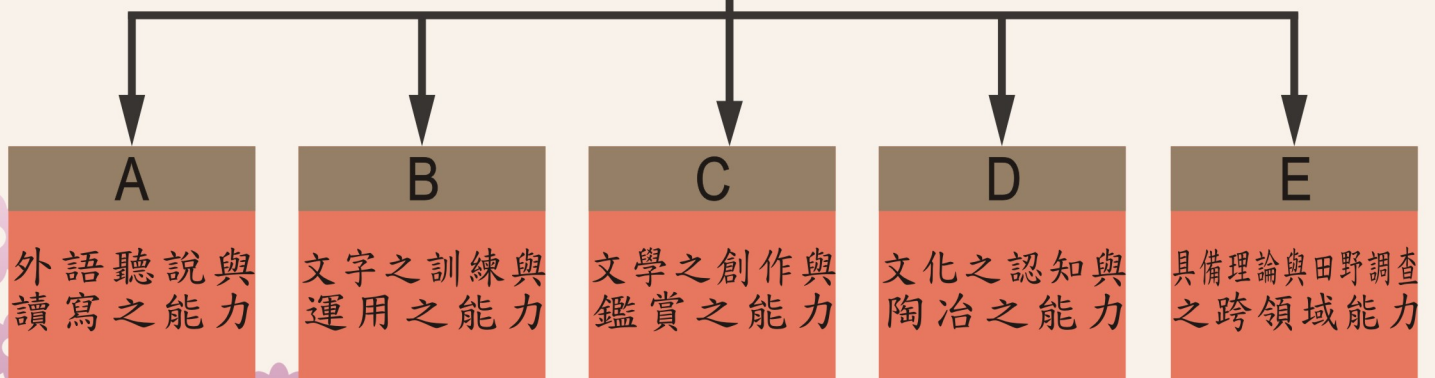 A
外語聽說與
讀寫之能力
B
文字之訓練與
運用之能力
C
文學之創作與
鑑賞之能力
D
文化之認知與
陶冶之能力
E
具備理論與田野調查
之跨領域能力